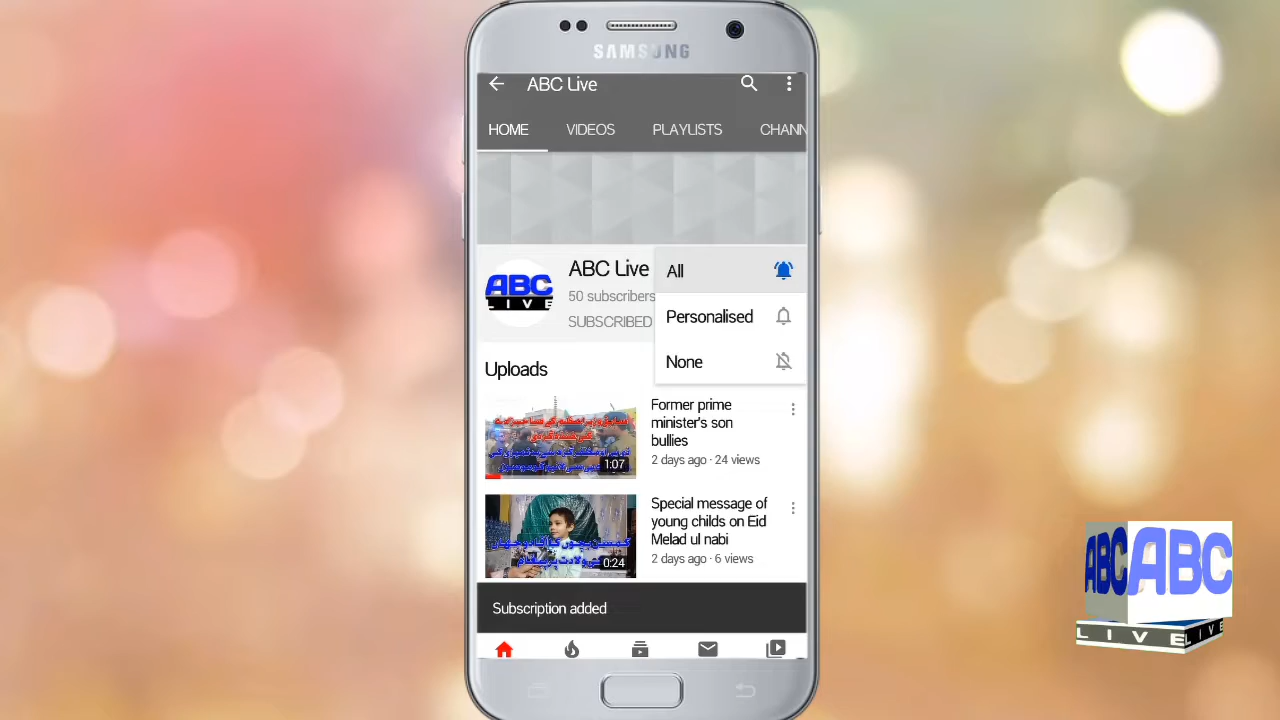 SAMSUNG
ABC Live
HOME VIDEOS PLAYLISTS CHANN
ABC
LIVE
ABC Live
50 subscribers
SUBSCRIBED
All
Personalised
None
Uploads
1:07
Former prime
minister's son
bullies
2 days ago · 24 views
0:24
Special message of
young childs on Eid
Melad ul nabi
2 days ago · 6 views
Subscription added
ABC ABC
LIVE LIVE